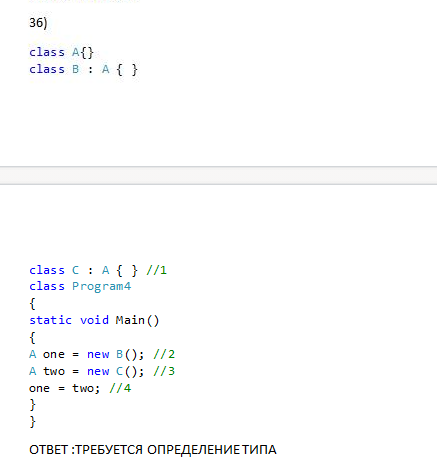 36)
class A{}
class B : A { }
class C : A { } //1
class Program4
{
static void Main()
{
A one = new B(); //2
A two = new C(); //3
one = two; //4
}
}
ОТВЕТ :ТРЕБУЕТСЯ ОПРЕДЕЛЕНИЕ ТИПА